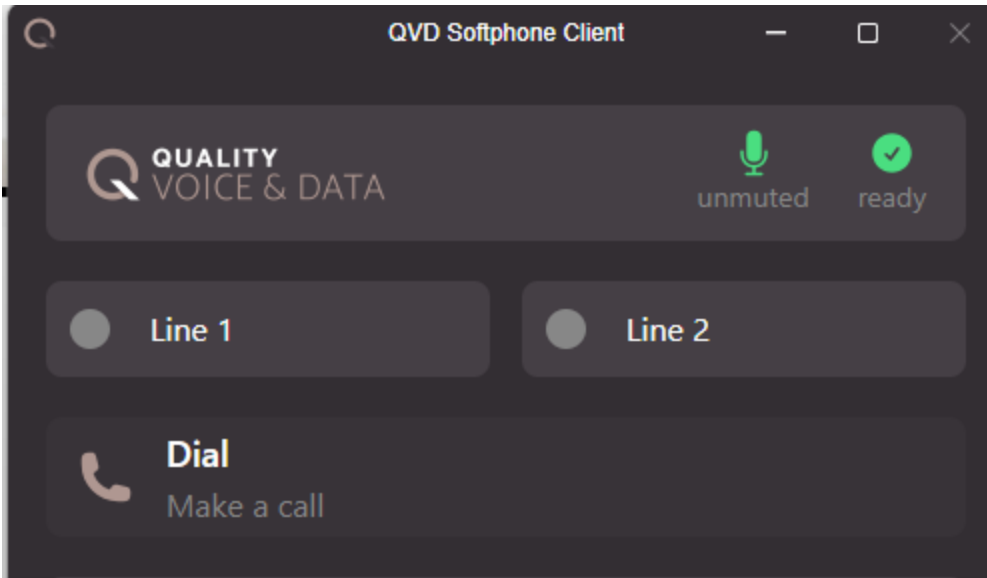 QVD Softphone Client
QUALITY
VOICE & DATA
unmuted
ready
Line 1
Line 2
Dial
Make a call